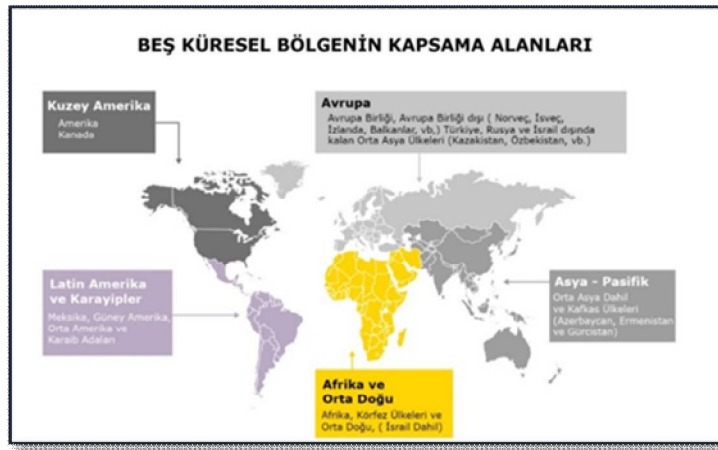 BEŞ KÜRESEL BÖLGENİN KAPSAMA ALANLARI
Kuzey Amerika
Amerika
Kanada
Avrupa
Avrupa Birliği, Avrupa Birliği dışı ( Norveç, İsveç,
İzlanda, Balkanlar, vb,) Türkiye, Rusya ve İsrail dışında
kalan Orta Asya Ülkeleri (Kazakistan, Özbekistan, vb.)
Latin Amerika
ve Karayipler
Meksika, Güney Amerika,
Orta Amerika ve
Karaib Adaları
Asya - Pasifik
Orta Asya Dahil
ve Kafkas Ülkeleri
(Azerbaycan, Ermenistan
ve Gürcistan)
Afrika ve
Orta Doğu
Afrika, Körfez Ülkeleri ve
Orta Doğu, ( İsrail Dahil)